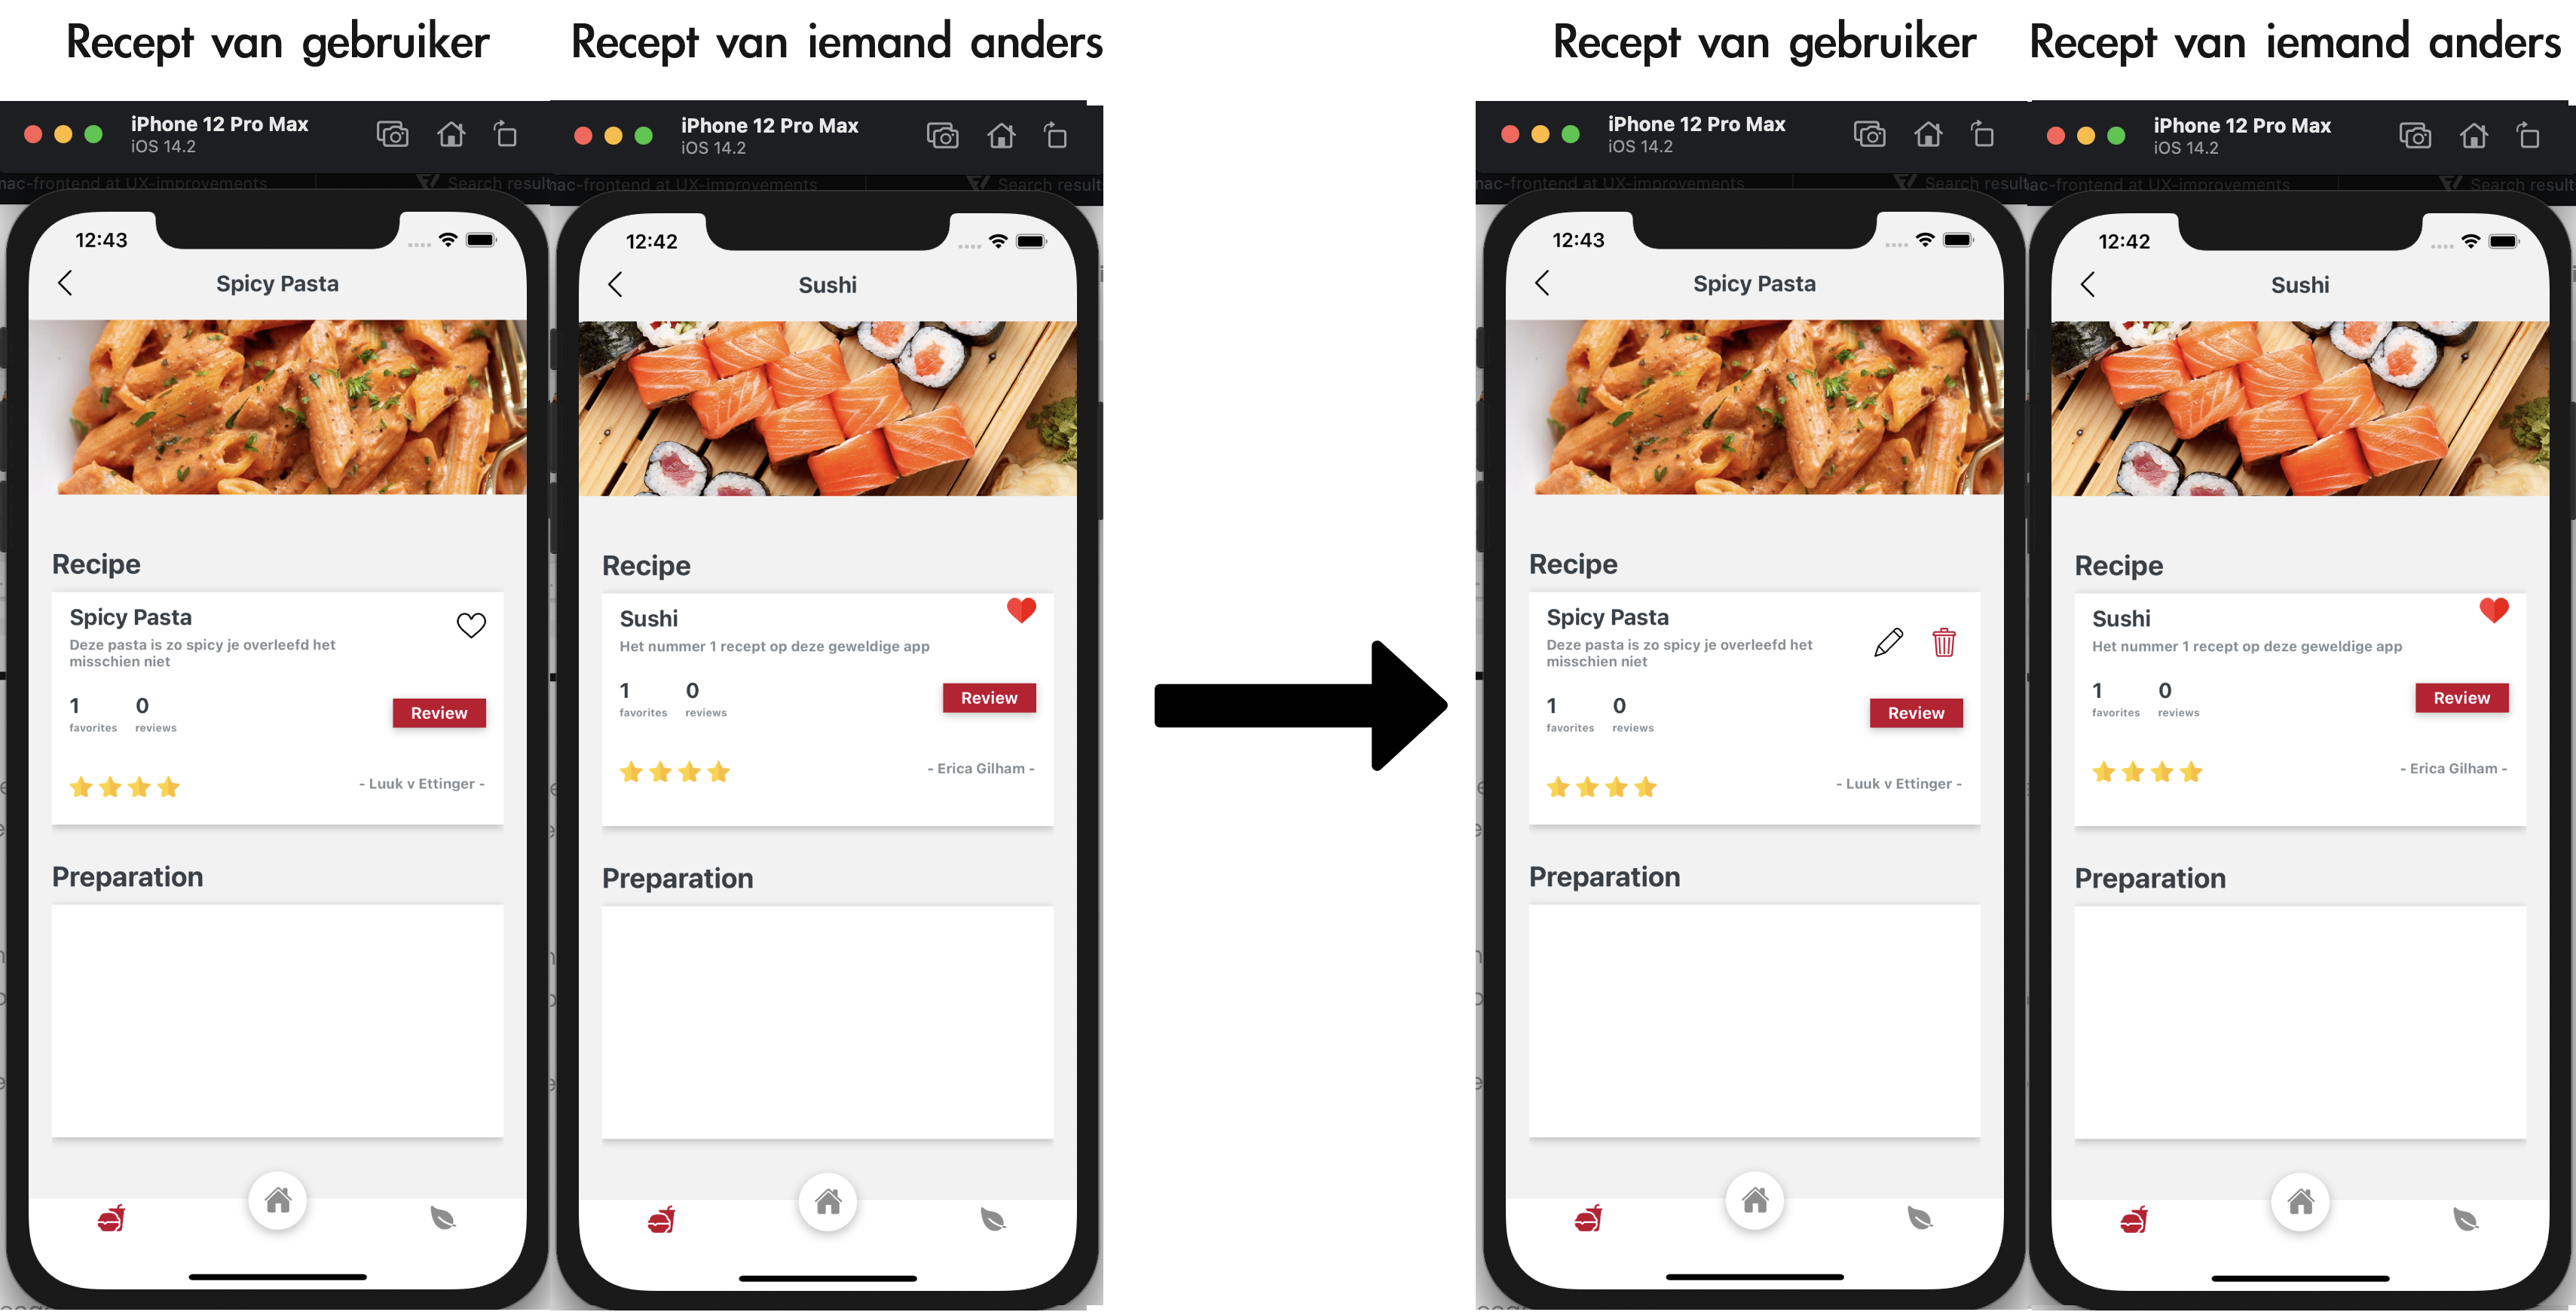 Recept van gebruiker
Recept van iemand anders
iPhone 12 Pro Max
iOS 14.2
nac-frontend at UX-improvements
Search result
12:43
Spicy Pasta
Recipe
Spicy Pasta
Deze pasta is zo spicy je overleefd het
misschien niet
1
0
favorites
reviews
Review
- Luuk v Ettinger -
Preparation
iPhone 12 Pro Max
iOS 14.2
nac-frontend at UX-improvements
Search result
12:42
Sushi
Recipe
Sushi
Het nummer 1 recept op deze geweldige app
1
0
favorites
reviews
Review
- Erica Gilham -
Preparation
Recept van gebruiker
Recept van iemand anders
iPhone 12 Pro Max
iOS 14.2
nac-frontend at UX-improvements
Search result
12:43
Spicy Pasta
Recipe
Spicy Pasta
Deze pasta is zo spicy je overleefd het
misschien niet
1
0
favorites
reviews
Review
- Luuk v Ettinger -
Preparation
iPhone 12 Pro Max
iOS 14.2
ac-frontend at UX-improvements
Search result
12:42
Sushi
Recipe
Sushi
Het nummer 1 recept op deze geweldige app
1
0
favorites
reviews
Review
- Erica Gilham -
Preparation